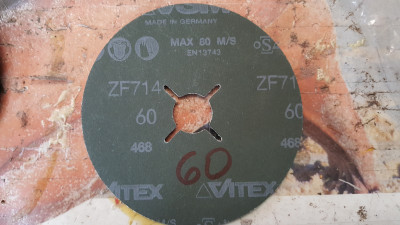 MADE IN GERMANY
MAX 80 M/S
EN13743
oSA
ZF714
ZF71
60
60
468
468
60
VITEX
VITEX